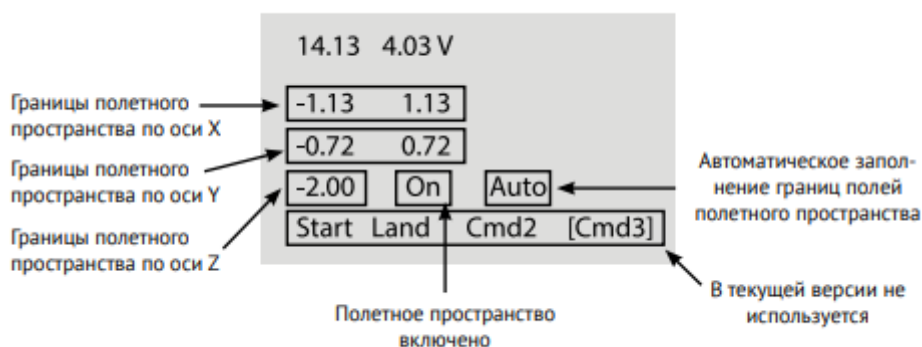 14.13 4.03 V
Границы полетного
пространства по оси X
-1.13 1.13
Границы полетного
пространства по оси Y
-0.72 0.72
Границы полетного
пространства по оси Z
-2.00 On Auto
Автоматическое запол-
нение границ полей
полетного пространства
Start Land Cmd2 [Cmd3]
Полетное пространство
включено
В текущей версии не
используется